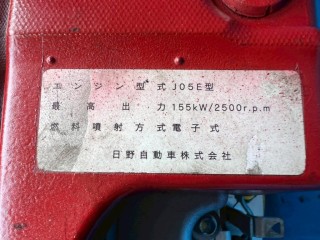 エンジン型式J05E型
最高出力155kW/2500r.p.m
燃料噴射方式電子式
日野自動車株式会社